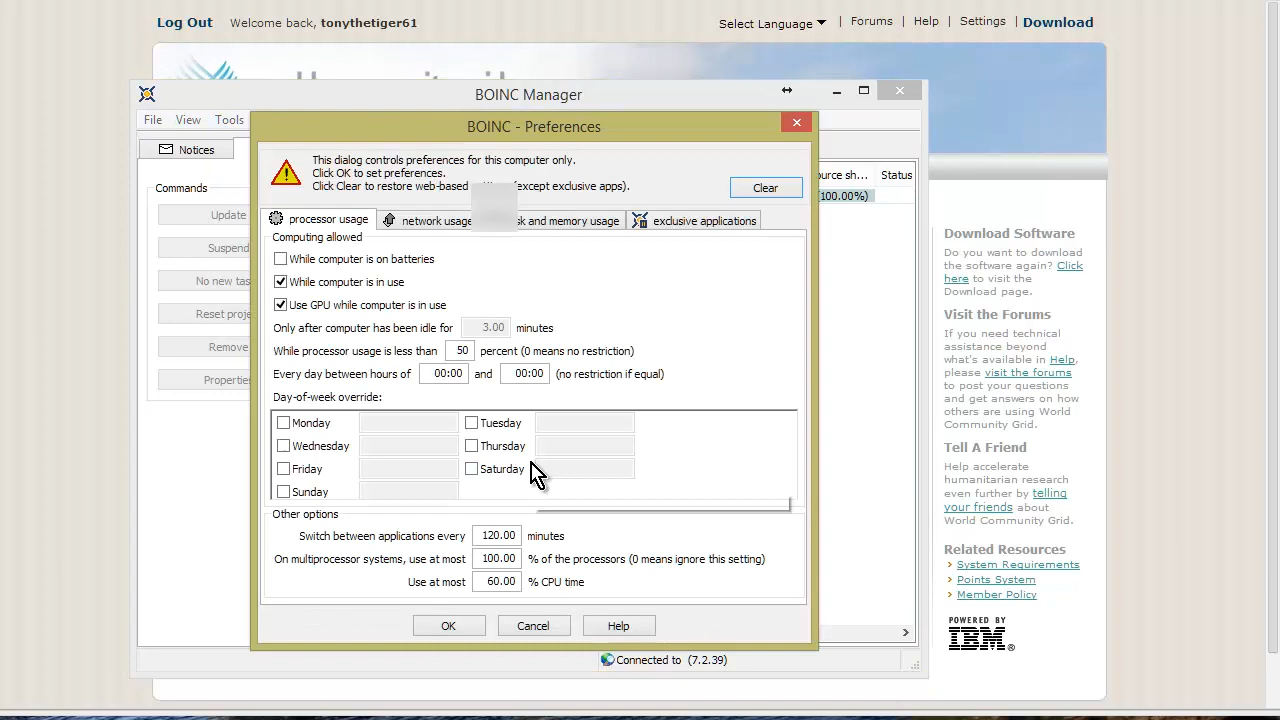 Log Out Welcome back, tonythetiger61
Select Language Forums Help Settings Download
BOINC Manager
File View Tools
Notices
Commands
Update
Suspend
No new tas
Reset proje
Remove
Properti
BOINC - Preferences
This dialog controls preferences for this computer only.
Click OK to set preferences.
Click Clear to restore web-based (except exclusive apps).
Clear
processor usage network usage and memory usage exclusive applications
Computing allowed
While computer is on batteries
While computer is in use
Use GPU while computer is in use
Only after computer has been idle for 3.00 minutes
While processor usage is less than 50 percent (0 means no restriction)
Every day between hours of 00:00 and 00:00 (no restriction if equal)
Day-of-week override:
Monday Tuesday
Wednesday Thursday
Friday Saturday
Sunday
Other options
Switch between applications every 120.00 minutes
On multiprocessor systems, use at most 100.00 % of the processors (0 means ignore this setting)
Use at most 60.00 % CPU time
OK Cancel Help
ource sh... Status
(100.00%)
Connected to (7.2.39)
Download Software
Do you want to download
the software again? Click
here to visit the
Download page.
Visit the Forums
If you need technical
assistance beyond
what's available in Help,
please visit the forums
to post your questions
and get answers on how
others are using World
Community Grid.
Tell A Friend
Help accelerate
humanitarian research
even further by telling
your friends about
World Community Grid.
Related Resources
System Requirements
Points System
Member Policy
POWERED BY
IBM®